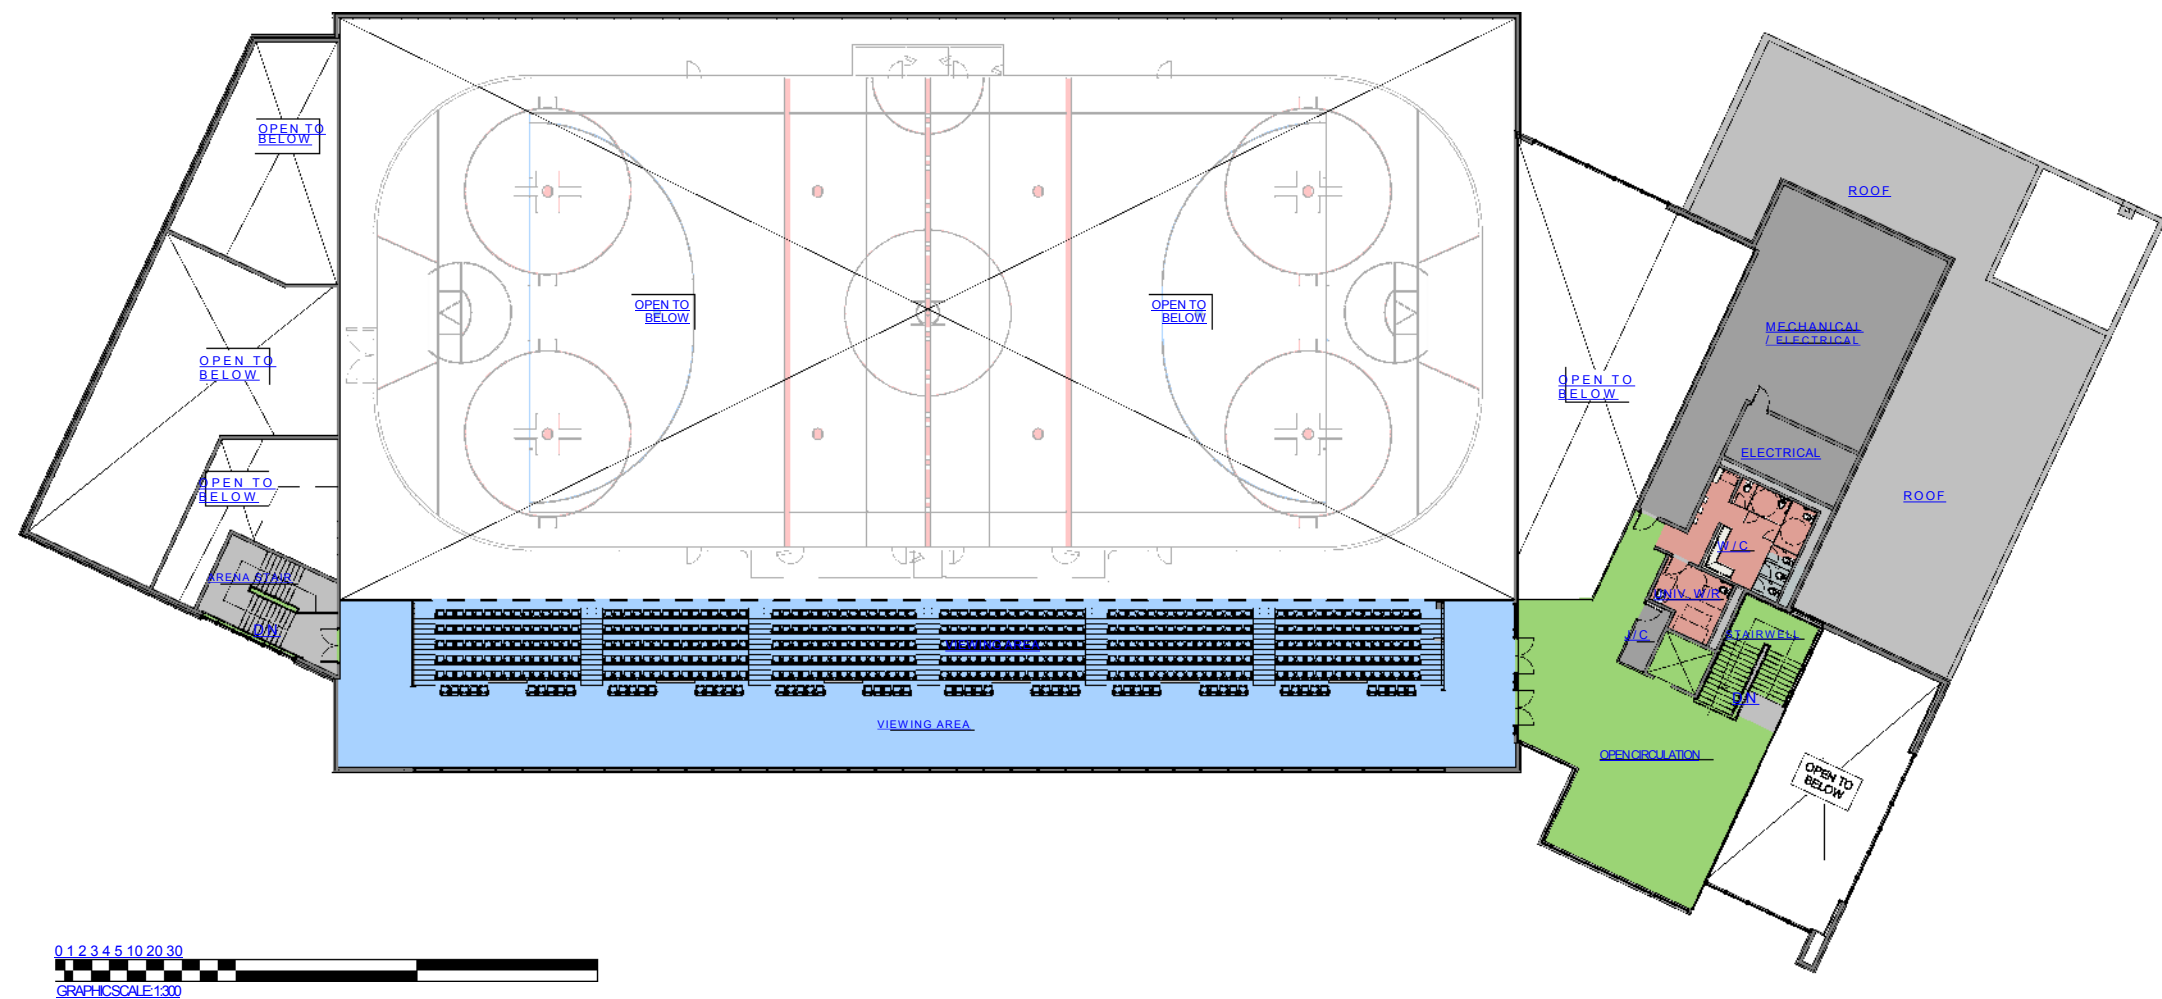 OPEN TO
BELOW
ROOF
OPEN TO
BELOW
OPEN TO
BELOW
MECHANICAL
/ ELECTRICAL
OPEN TO
BELOW
OPEN TO
BELOW
ELECTRICAL
OPEN TO
BELOW
ROOF
W/C
ARENA STAIR
UNIV. W/R
DN
J/C
STAIRWELL
VIEWING AREA
DN
VIEWING AREA
OPEN CIRCULATION
OPEN TO
BELOW
0 1 2 3 4 5 10 20 30
GRAPHIC SCALE: 1:300